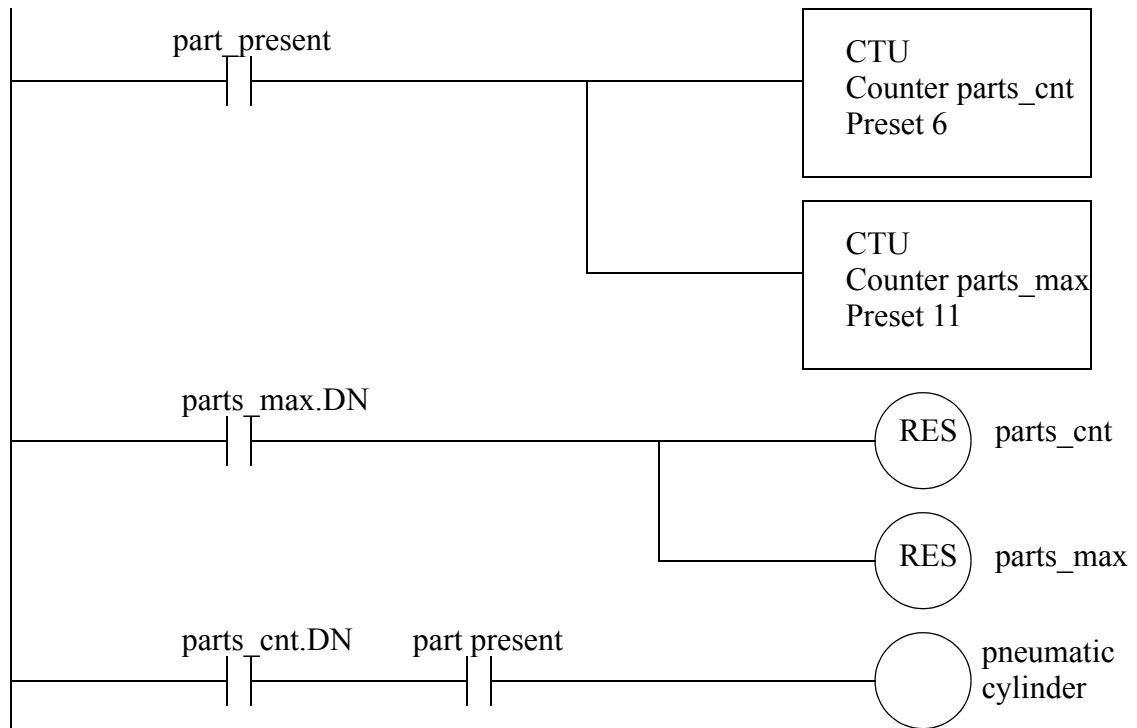 part_present
CTU
Counter parts_cnt
Preset 6
CTU
Counter parts_max
Preset 11
parts_max.DN
RES
parts_cnt
RES
parts_max
parts_cnt.DN
part present
pneumatic
cylinder